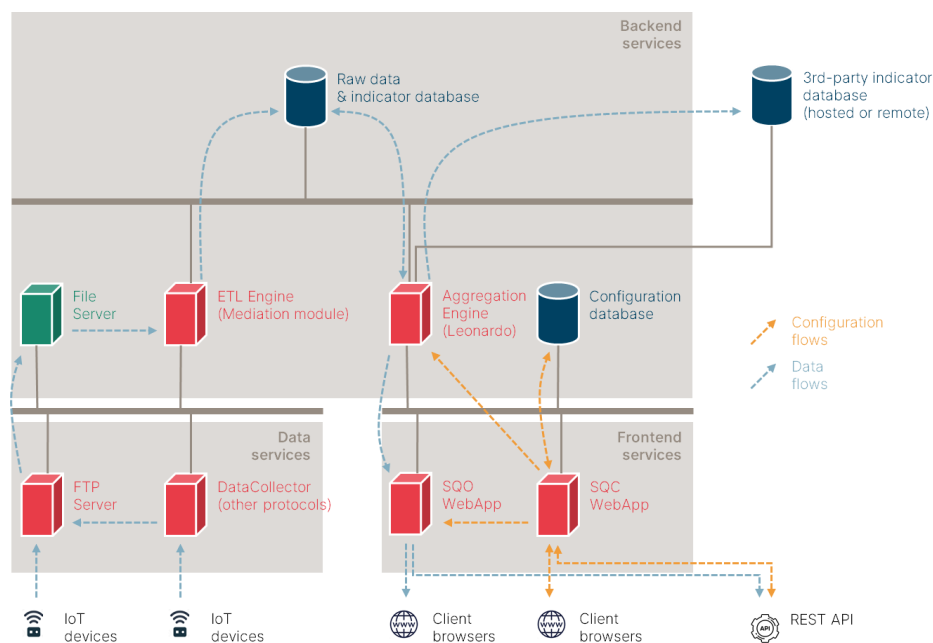 Backend
services
Raw data
& indicator database
3rd-party indicator
database
(hosted or remote)
File
Server
ETL Engine
(Mediation module)
Aggregation
Engine
(Leonardo)
Configuration
database
Configuration
flows
Data
flows
Data
services
Frontend
services
FTP
Server
DataCollector
(other protocols)
SQO
WebApp
SQC
WebApp
IoT
devices
IoT
devices
WWW
Client
browsers
WWW
Client
browsers
API
REST API